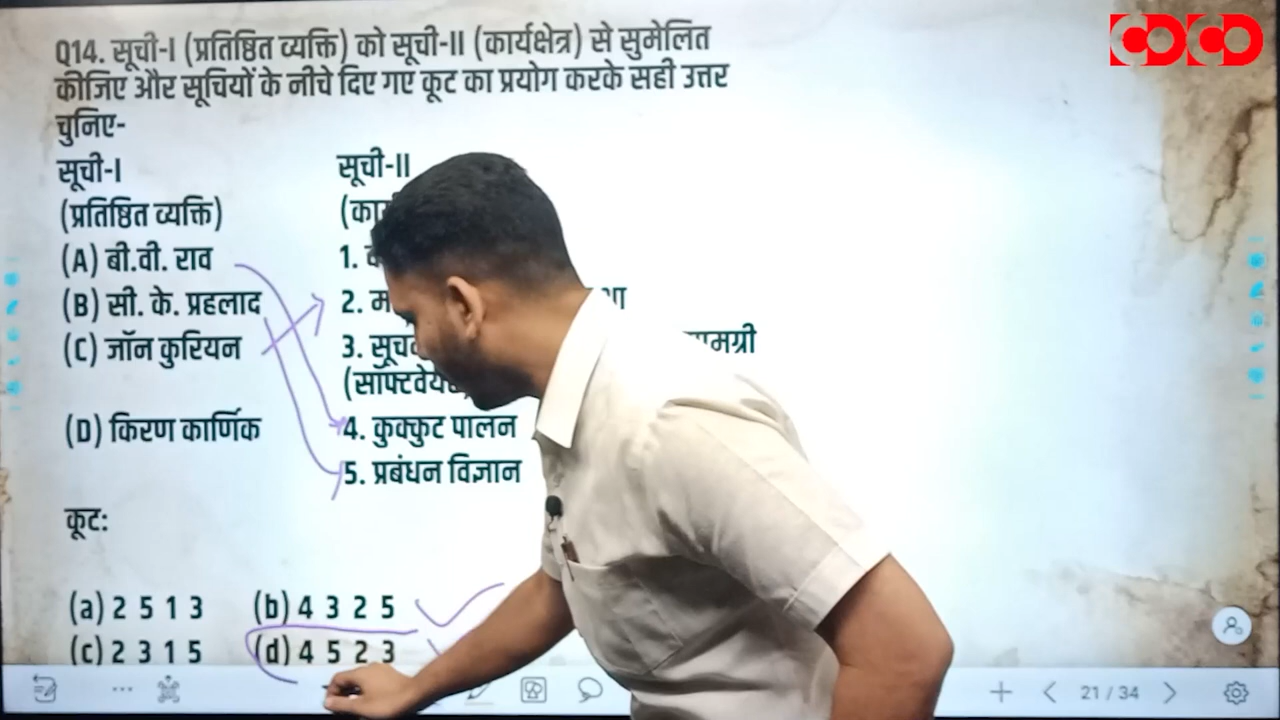 Q14. सूची-I (प्रतिष्ठित व्यक्ति) को सूची-II (कार्यक्षेत्र) से सुमेलित
कीजिए और सूचियों के नीचे दिए गए कूट का प्रयोग करके सही उत्तर
चुनिए-
सूची-I सूची-II
(प्रतिष्ठित व्यक्ति)
(A) बी.वी. राव 1.
(B) सी. के. प्रहलाद 2.
(C) जॉन कुरियन 3.
(D) किरण कार्णिक 4. कुक्कुट पालन
5. प्रबंधन विज्ञान
कूट:
(a) 2 5 1 3 (b) 4 3 2 5
(c) 2 3 1 5 (d) 4 5 2 3
21 / 34